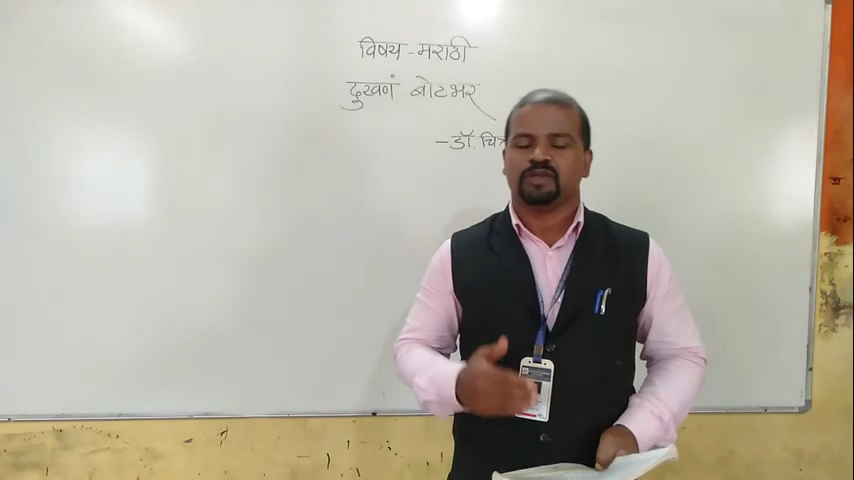 विषय - मराठी
दुखणं बोटभर
- डॉ. चित्र